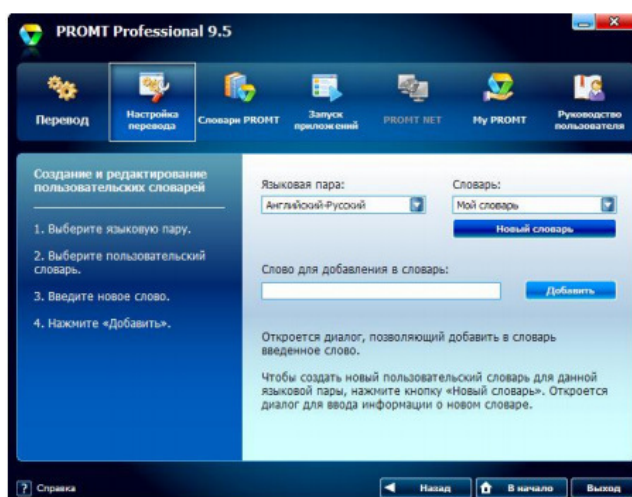 PROMT Professional 9.5
Перевод
Настройка
перевода
Словари PROMT
Запуск
приложений
PROMT NET
My PROMT
Руководство
пользователя
Создание и редактирование
пользовательских словарей
1. Выберите языковую пару.
2. Выберите пользовательский
словарь.
3. Введите новое слово.
4. Нажмите «Добавить».
Языковая пара:
Словарь:
Английский-Русский
Мой словарь
Новый словарь
Слово для добавления в словарь:
Добавить
Откроется диалог, позволяющий добавить в словарь
введенное слово.
Чтобы создать новый пользовательский словарь для данной
языковой пары, нажмите кнопку «Новый словарь». Откроется
диалог для ввода информации о новом словаре.
? Справка
Назад
В начало
Выход